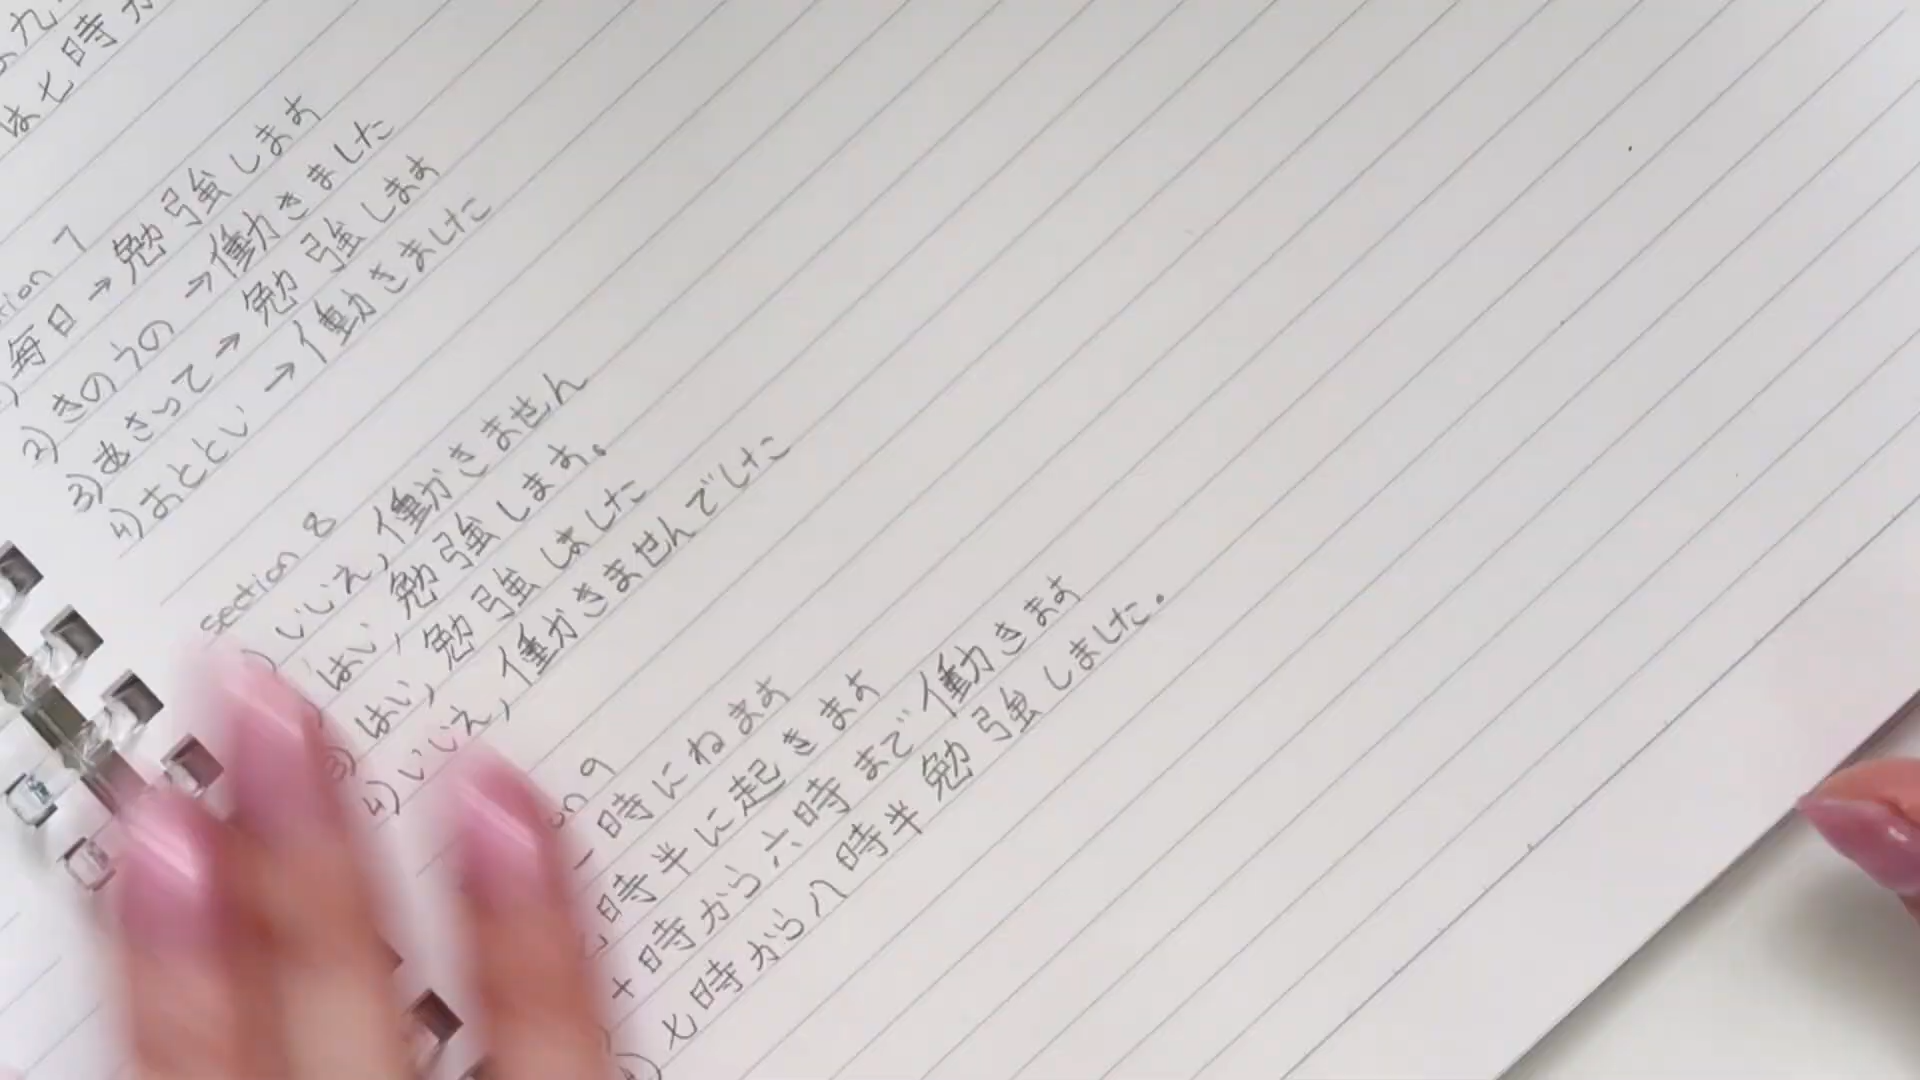 は七時か
7
毎日→勉強します
2) きのうの→働きました
3) あさって→勉強します
4) おととい→働きました
Section 8
いいえ, 働きません
はい, 勉強します。
3) はい, 勉強しました
4) いいえ, 働きませんでした
9
一時にねます
七時半に起きます
十時から六時まで働きます
七時から八時半勉強しました.